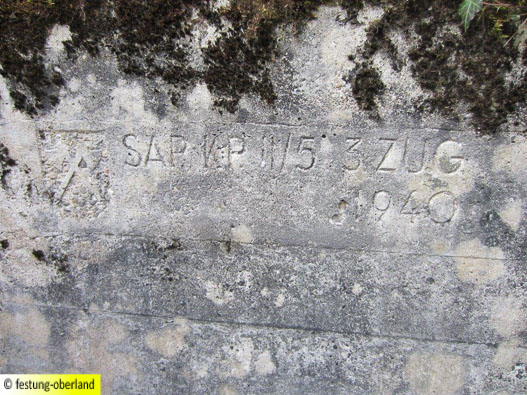 SAP. KP. II/5 3. ZUG
1940
© festung-oberland